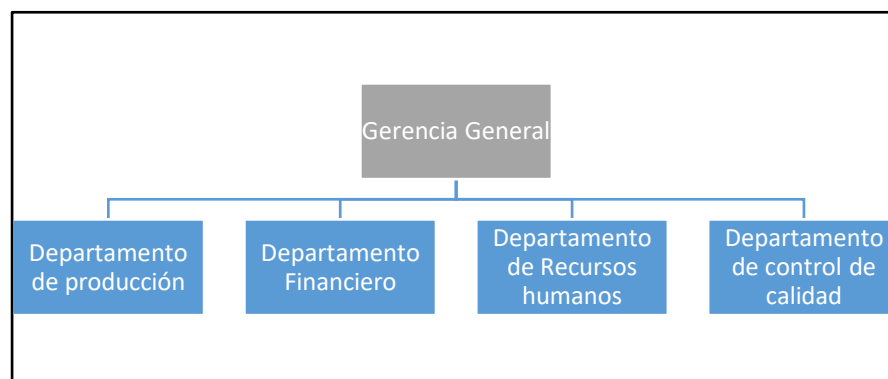 Gerencia General
Departamento
de producción
Departamento
Financiero
Departamento
de Recursos
humanos
Departamento
de control de
calidad